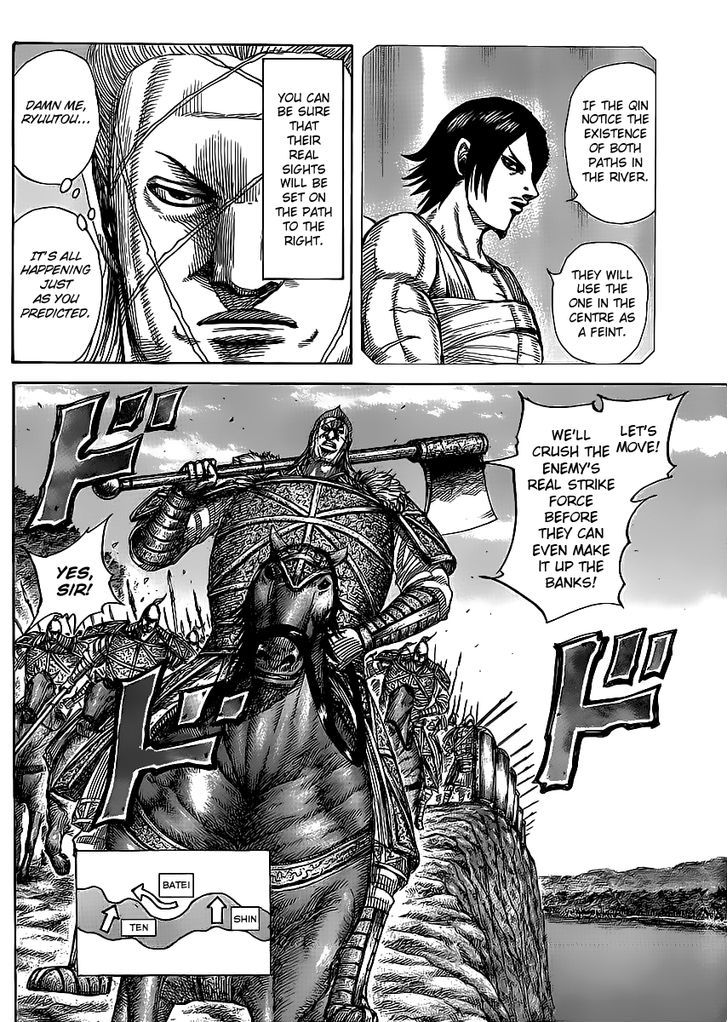 IF THE QIN
NOTICE THE
EXISTENCE
OF BOTH
PATHS IN
THE RIVER.
THEY WILL
USE THE
ONE IN THE
CENTRE AS
A FEINT.
YOU CAN
BE SURE
THAT
THEIR
REAL
SIGHTS
WILL BE
SET ON
THE PATH
TO THE
RIGHT.
DAMN ME,
RYUUTOU...
IT'S ALL
HAPPENING
JUST
AS YOU
PREDICTED.
LET'S
MOVE!
WE'LL
CRUSH THE
ENEMY'S
REAL STRIKE
FORCE
BEFORE
THEY CAN
EVEN MAKE
IT UP THE
BANKS!
ド
YES,
SIR!
ド
ド
BATEI
TEN
SHIN